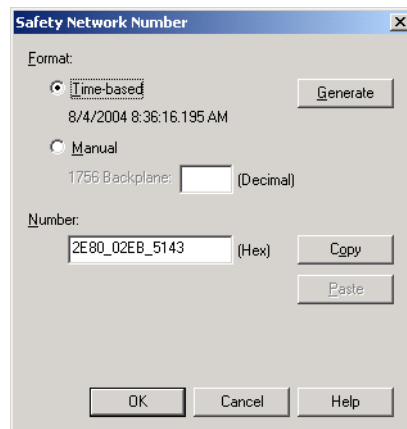 Safety Network Number
Format:
Time-based
Generate
8/4/2004 8:36:16.195 AM
Manual
1756 Backplane: (Decimal)
Number:
2E80_02EB_5143 (Hex) Copy
Paste
OK Cancel Help